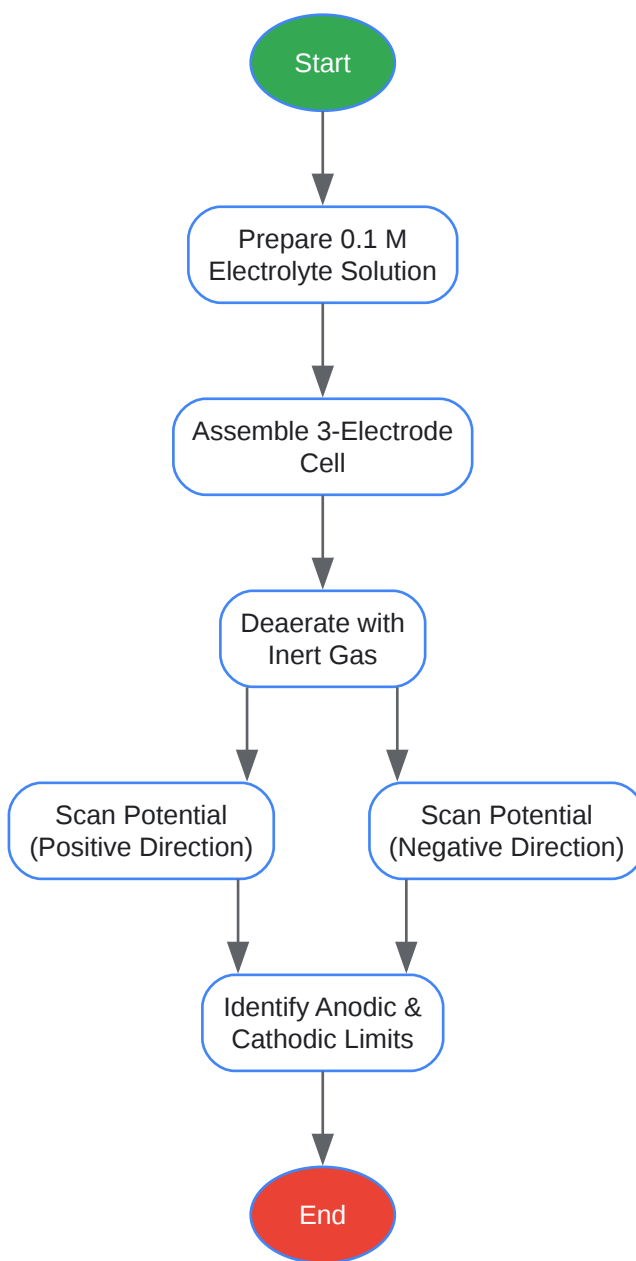 Start
Prepare 0.1 M
Electrolyte Solution
Assemble 3-Electrode
Cell
Deaerate with
Inert Gas
Scan Potential
(Positive Direction)
Scan Potential
(Negative Direction)
Identify Anodic &
Cathodic Limits
End